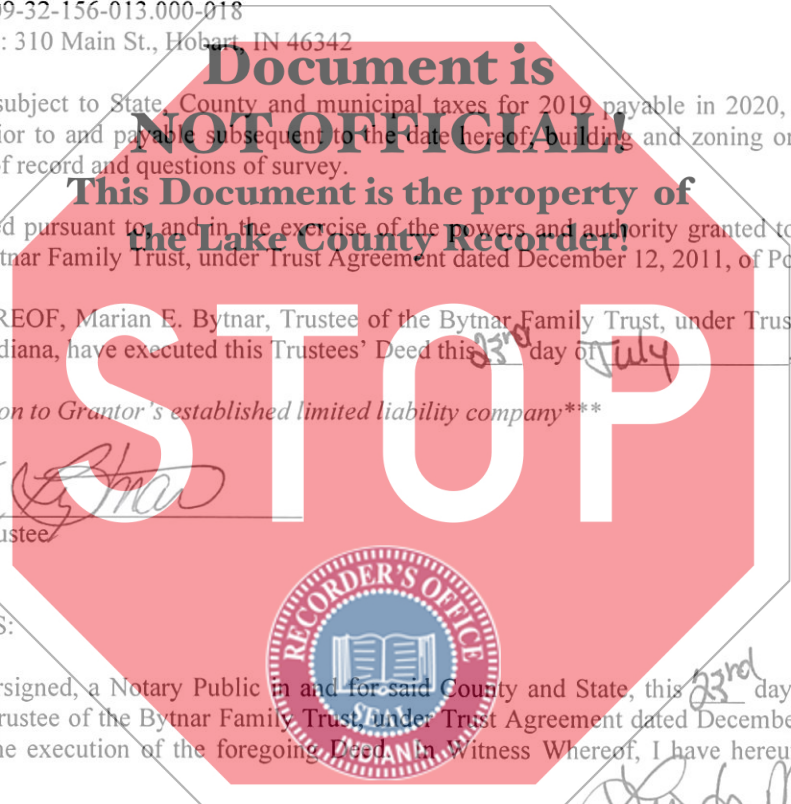 09-32-156-013.000-018
: 310 Main St., Hobart, IN 46342
Document is
subject to State, County and municipal taxes for 2019 payable in 2020,
NOT OFFICIAL!
rior to and payable subsequent to the date hereof; building and zoning or
of record and questions of survey.
This Document is the property of
d pursuant to, and in the exercise of the powers and authority granted to
the Lake County Recorder!
tnar Family Trust, under Trust Agreement dated December 12, 2011, of Po
REOF, Marian E. Bytnar, Trustee of the Bytnar Family Trust, under Trus
diana, have executed this Trustees' Deed this 23rd day of July
STOP
on to Grantor's established limited liability company***
Bytnar
ustee
RECORDER'S OFFICE
S:
rsigned, a Notary Public in and for said County and State, this 23rd day
SEAL
rustee of the Bytnar Family Trust, under Trust Agreement dated Decembe
INDIANA
he execution of the foregoing Deed. In Witness Whereof, I have hereu